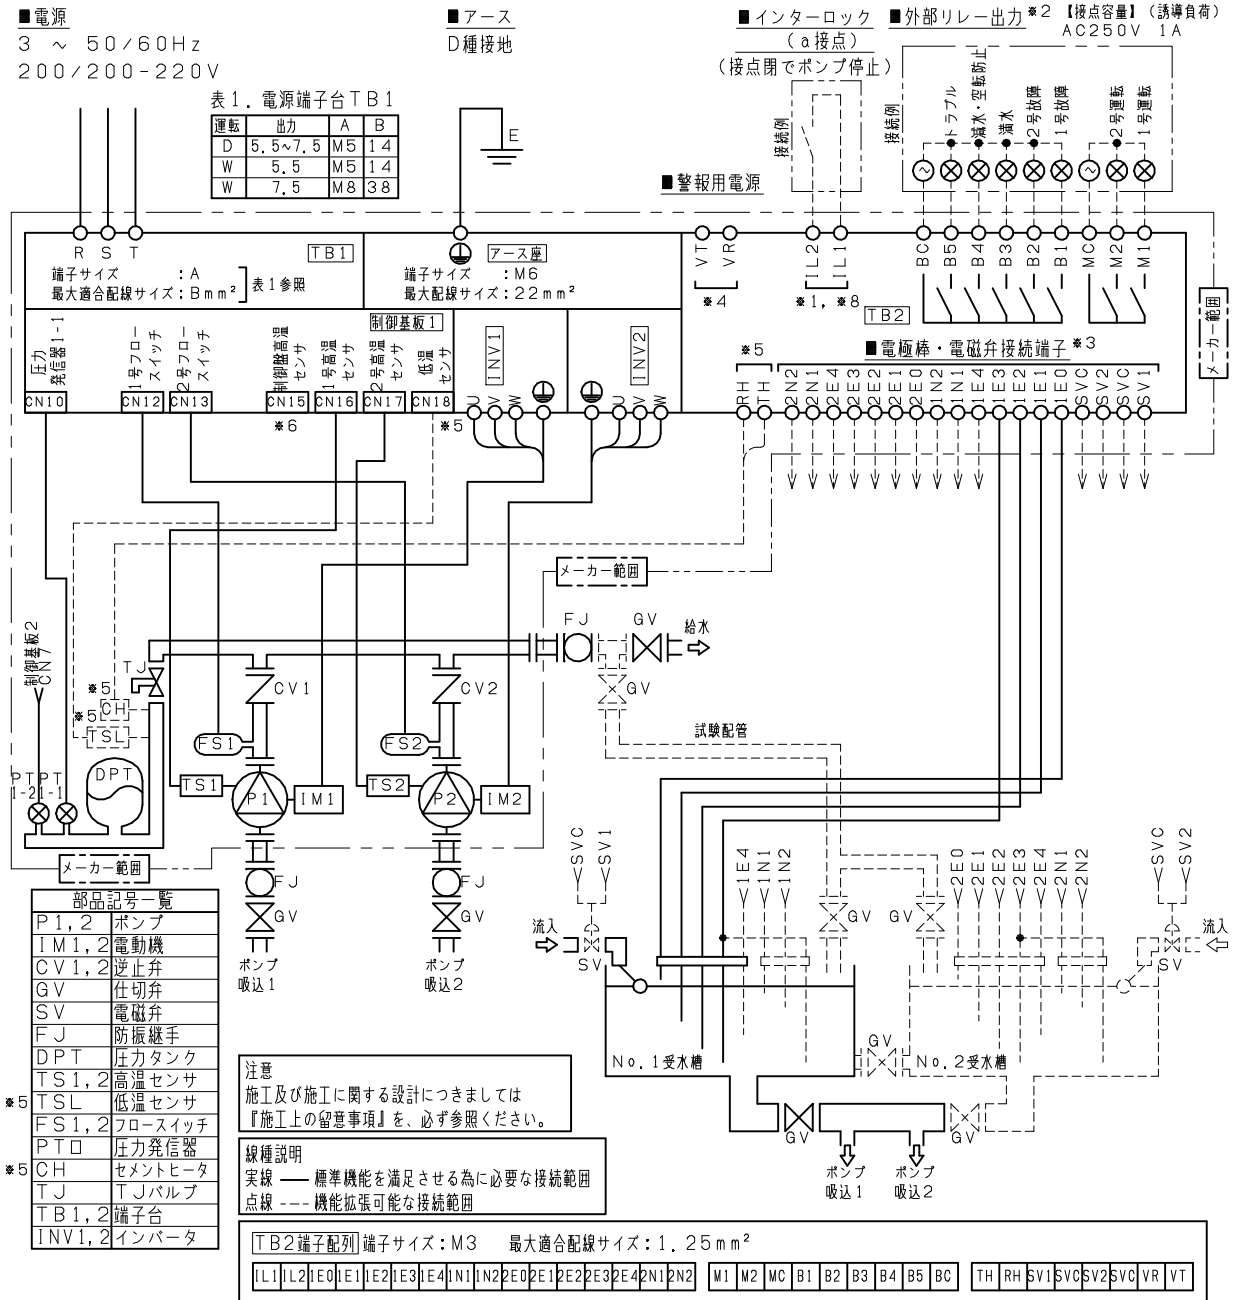 ■電源
3 ～ 50/60Hz
200/200-220V
■アース
D種接地
■インターロック
(a接点)
(接点閉でポンプ停止)
■外部リレー出力 ※2 【接点容量】(誘導負荷)
AC250V 1A
表1. 電源端子台TB1
運転 出力 A B
D 5.5~7.5 M5 14
W 5.5 M5 14
W 7.5 M8 38
E
接続例
接続例
トラブル
減水・空転防止
満水
2号故障
1号故障
2号運転
1号運転
■警報用電源
R S T
TB1
端子サイズ :A
最大適合配線サイズ:Bmm²
表1参照
アース座
端子サイズ :M6
最大配線サイズ:22mm²
VT VR
※4
IL2 IL1
※1, ※8
BC B5 B4 B3 B2 B1 MC M2 M1
TB2
メーカー範囲
制御基板1
圧力発信器1-1
1号フロースイッチ
2号フロースイッチ
制御盤高温センサ
1号高温センサ
2号高温センサ
低温センサ
CN10 CN12 CN13 CN15 CN16 CN17 CN18
※6
※5
INV1
INV2
U V W
U V W
■電極棒・電磁弁接続端子 ※3
※5
RH TH 2N2 2N1 2E4 2E3 2E2 2E1 2E0 1N2 1N1 1E4 1E3 1E2 1E1 1E0 SVC SV2 SVC SV1
メーカー範囲
FJ GV 給水
GV
試験配管
制御基板2
CN7
TJ
※5 CH
※5 TSL
CV1
CV2
FS1
FS2
PT1-2
PT1-1
DPT
TS1 P1 IM1
TS2 P2 IM2
メーカー範囲
FJ
FJ
GV
GV
ポンプ
吸込1
ポンプ
吸込2
SVC SV1
1E4 1N1 1N2
2E0 2E1 2E2 2E3 2E4 2N1 2N2
SVC SV2
GV GV
流入
SV
流入
SV
No.1受水槽
GV
No.2受水槽
GV
GV
ポンプ
吸込1
ポンプ
吸込2
部品記号一覧
P1,2 ポンプ
IM1,2 電動機
CV1,2 逆止弁
GV 仕切弁
SV 電磁弁
FJ 防振継手
DPT 圧力タンク
TS1,2 高温センサ
※5 TSL 低温センサ
FS1,2 フロースイッチ
PT□ 圧力発信器
※5 CH セメントヒータ
TJ TJバルブ
TB1,2 端子台
INV1,2 インバータ
注意
施工及び施工に関する設計につきましては
『施工上の留意事項』を、必ず参照ください。
線種説明
実線 ── 標準機能を満足させる為に必要な接続範囲
点線 ---- 機能拡張可能な接続範囲
TB2端子配列 端子サイズ:M3 最大適合配線サイズ:1.25mm²
IL1 IL2 1E0 1E1 1E2 1E3 1E4 1N1 1N2 2E0 2E1 2E2 2E3 2E4 2N1 2N2 M1 M2 MC B1 B2 B3 B4 B5 BC TH RH SV1 SVC SV2 SVC VR VT